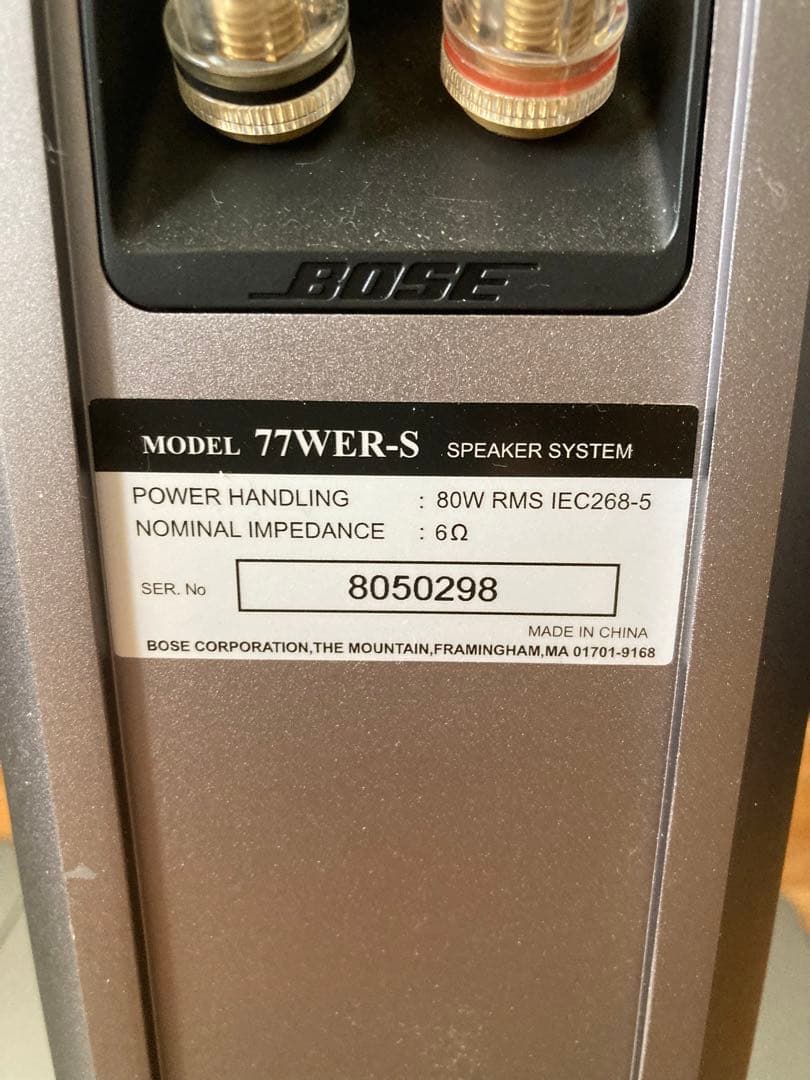 BOSE
MODEL 77WER-S SPEAKER SYSTEM
POWER HANDLING : 80W RMS IEC268-5
NOMINAL IMPEDANCE : 6Ω
SER. No 8050298
MADE IN CHINA
BOSE CORPORATION,THE MOUNTAIN,FRAMINGHAM,MA 01701-9168